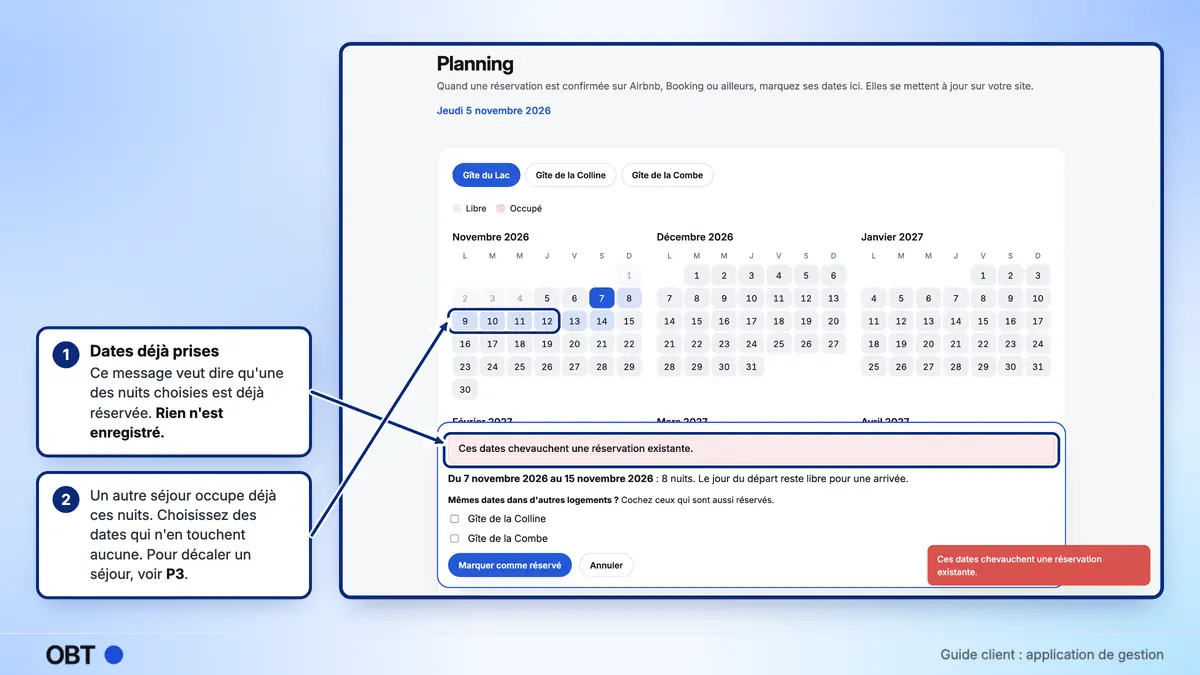 Planning
Quand une réservation est confirmée sur Airbnb, Booking ou ailleurs, marquez ses dates ici. Elles se mettent à jour sur votre site.
Jeudi 5 novembre 2026
Gîte du Lac Gîte de la Colline Gîte de la Combe
Libre Occupé
Novembre 2026
L M M J V S D
1
2 3 4 5 6 7 8
9 10 11 12 13 14 15
16 17 18 19 20 21 22
23 24 25 26 27 28 29
30
Décembre 2026
L M M J V S D
1 2 3 4 5 6
7 8 9 10 11 12 13
14 15 16 17 18 19 20
21 22 23 24 25 26 27
28 29 30 31
Janvier 2027
L M M J V S D
1 2 3
4 5 6 7 8 9 10
11 12 13 14 15 16 17
18 19 20 21 22 23 24
25 26 27 28 29 30 31
Février 2027 Mars 2027 Avril 2027
Ces dates chevauchent une réservation existante.
Du 7 novembre 2026 au 15 novembre 2026 : 8 nuits. Le jour du départ reste libre pour une arrivée.
Mêmes dates dans d'autres logements ? Cochez ceux qui sont aussi réservés.
Gîte de la Colline
Gîte de la Combe
Marquer comme réservé Annuler
Ces dates chevauchent une réservation
existante.
1 Dates déjà prises
Ce message veut dire qu'une
des nuits choisies est déjà
réservée. Rien n'est
enregistré.
2 Un autre séjour occupe déjà
ces nuits. Choisissez des
dates qui n'en touchent
aucune. Pour décaler un
séjour, voir P3.
OBT
Guide client : application de gestion